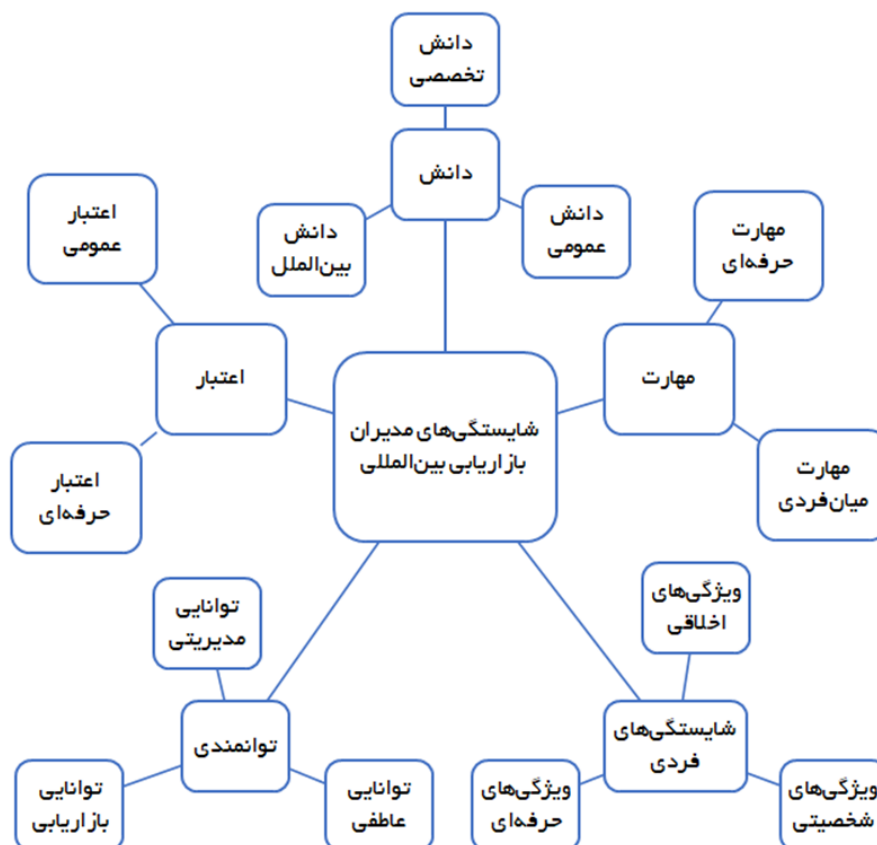 دانش
تخصصی
دانش
دانش
بین‌الملل
دانش
عمومی
اعتبار
عمومی
اعتبار
اعتبار
حرفه‌ای
مهارت
حرفه‌ای
مهارت
مهارت
میان‌فردی
شایستگی‌های مدیران
بازاریابی بین‌المللی
توانایی
مدیریتی
توانمندی
توانایی
بازاریابی
توانایی
عاطفی
ویژگی‌های
اخلاقی
شایستگی‌های
فردی
ویژگی‌های
حرفه‌ای
ویژگی‌های
شخصیتی